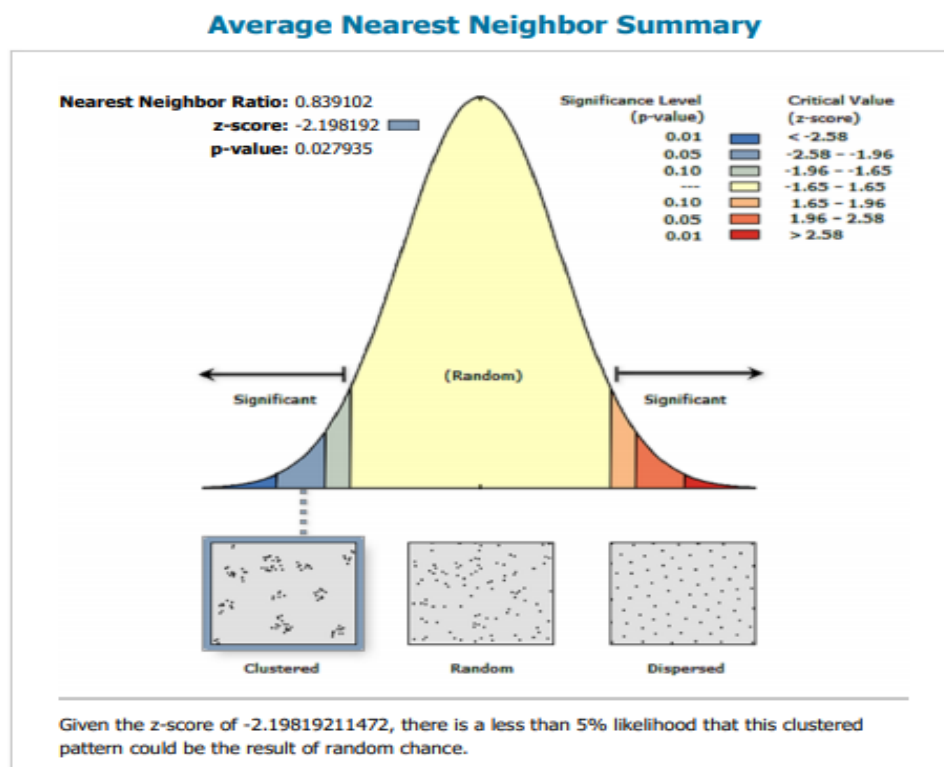 Average Nearest Neighbor Summary
Nearest Neighbor Ratio: 0.839102
z-score: -2.198192
p-value: 0.027935
Significance Level
(p-value)
Critical Value
(z-score)
0.01 < -2.58
0.05 -2.58 - -1.96
0.10 -1.96 - -1.65
--- -1.65 - 1.65
0.10 1.65 - 1.96
0.05 1.96 - 2.58
0.01 > 2.58
(Random)
Significant Significant
Clustered Random Dispersed
Given the z-score of -2.19819211472, there is a less than 5% likelihood that this clustered
pattern could be the result of random chance.